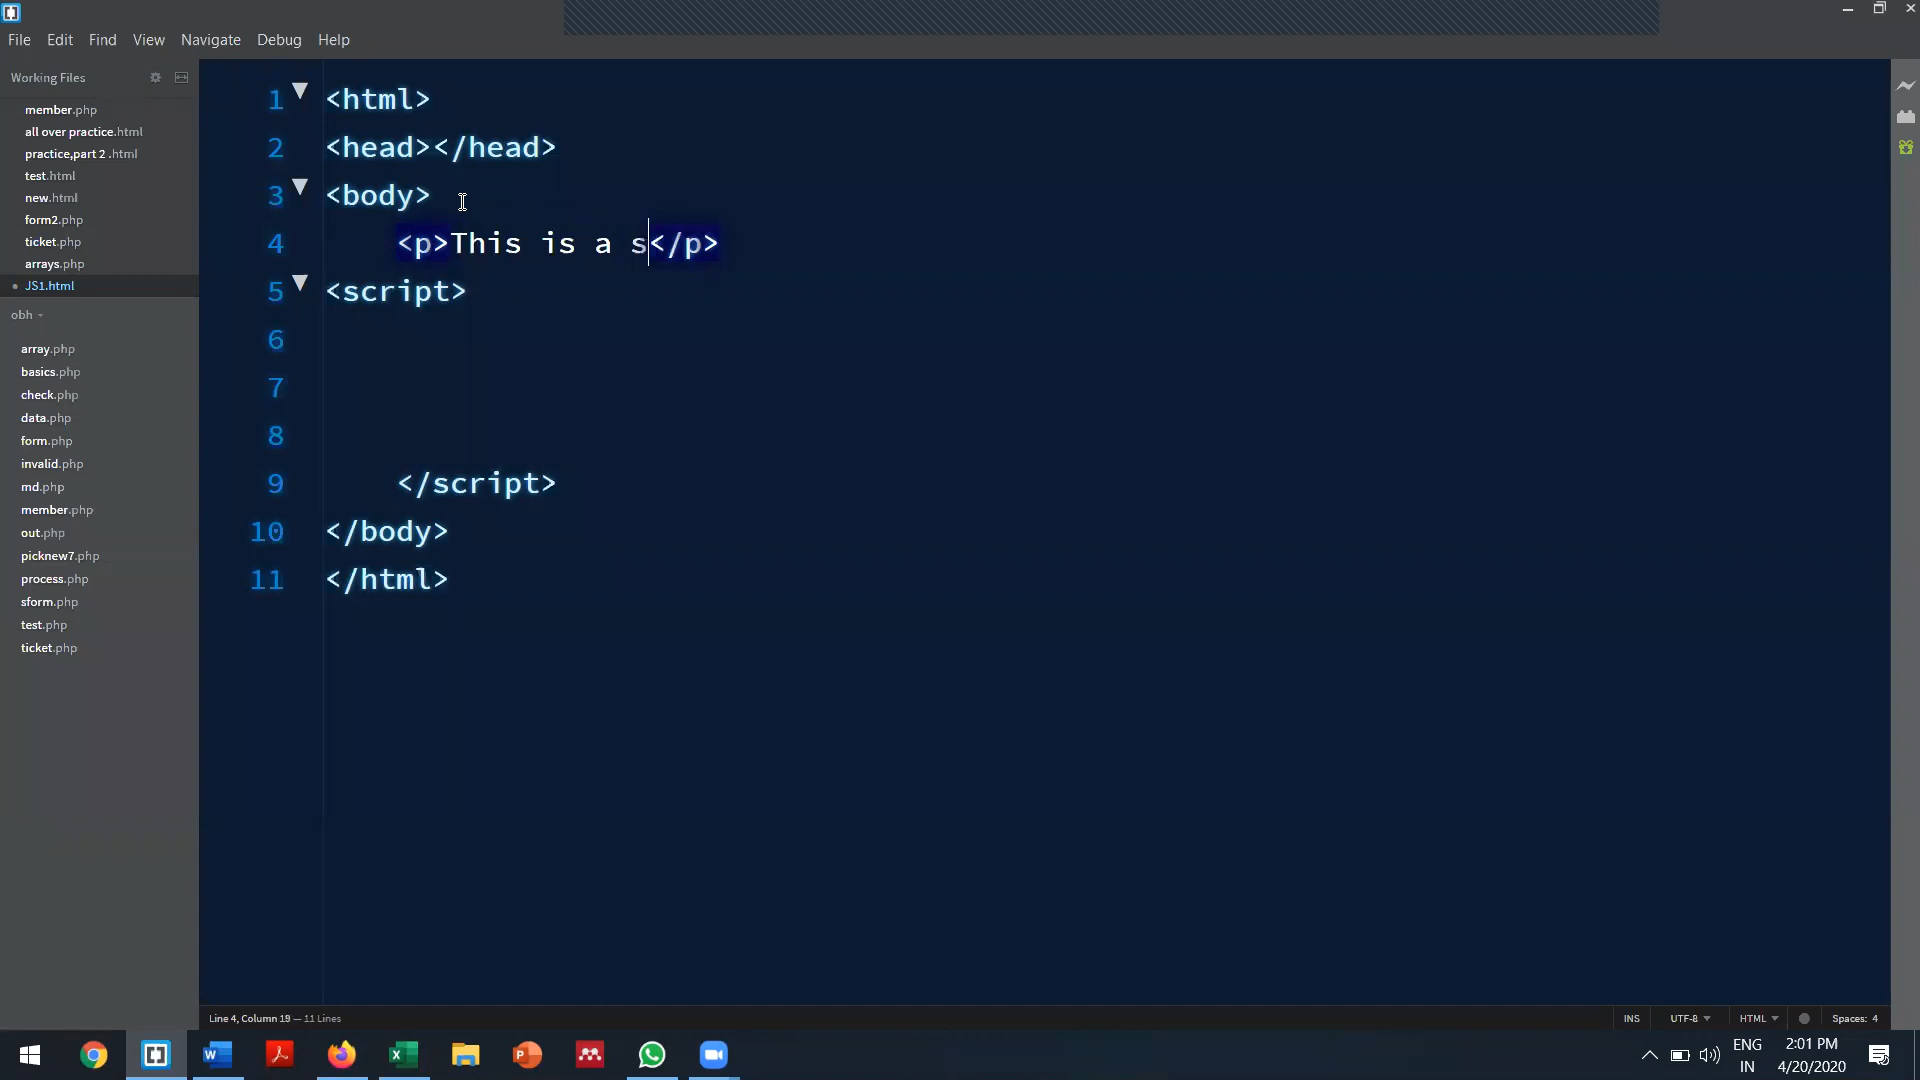 File Edit Find View Navigate Debug Help
Working Files
member.php
all over practice.html
practice,part 2 .html
test.html
new.html
form2.php
ticket.php
arrays.php
JS1.html
obh
array.php
basics.php
check.php
data.php
form.php
invalid.php
md.php
member.php
out.php
picknew7.php
process.php
sform.php
test.php
ticket.php
1 <html>
2 <head></head>
3 <body>
4 <p>This is a s</p>
5 <script>
6
7
8
9 </script>
10 </body>
11 </html>
Line 4, Column 19 — 11 Lines
INS UTF-8 HTML Spaces: 4
ENG
IN
2:01 PM
4/20/2020